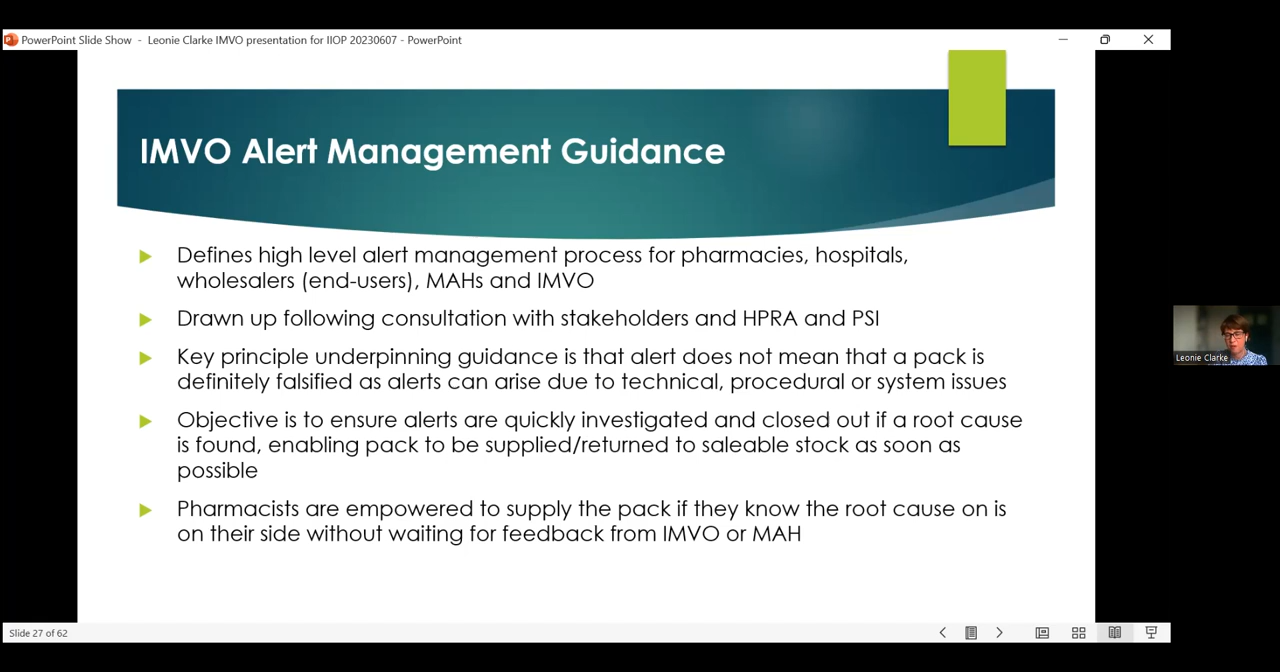 PowerPoint Slide Show - Leonie Clarke IMVO presentation for IIOP 20230607 - PowerPoint
IMVO Alert Management Guidance
Defines high level alert management process for pharmacies, hospitals,
wholesalers (end-users), MAHs and IMVO
Drawn up following consultation with stakeholders and HPRA and PSI
Key principle underpinning guidance is that alert does not mean that a pack is
definitely falsified as alerts can arise due to technical, procedural or system issues
Objective is to ensure alerts are quickly investigated and closed out if a root cause
is found, enabling pack to be supplied/returned to saleable stock as soon as
possible
Pharmacists are empowered to supply the pack if they know the root cause on is
on their side without waiting for feedback from IMVO or MAH
Leonie Clarke
Slide 27 of 62